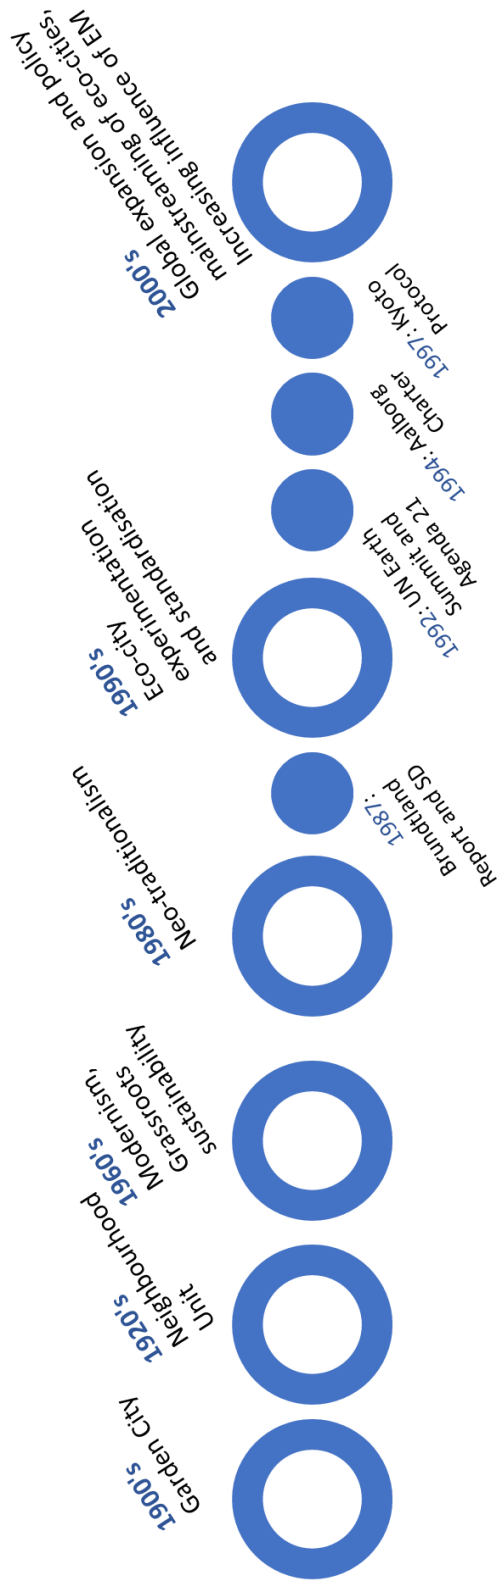 1900's
Garden City
1920's
Neighbourhood
Unit
1960's
Modernism,
Grassroots
sustainability
1980's
Neo-traditionalism
1987:
Brundtland
Report and SD
1990's
Eco-city
experimentation
and standardisation
1992: UN Earth
Summit and
Agenda 21
1994: Aalborg
Charter
1997: Kyoto
Protocol
2000's
Global expansion and policy
mainstreaming of eco-cities,
Increasing influence of EM